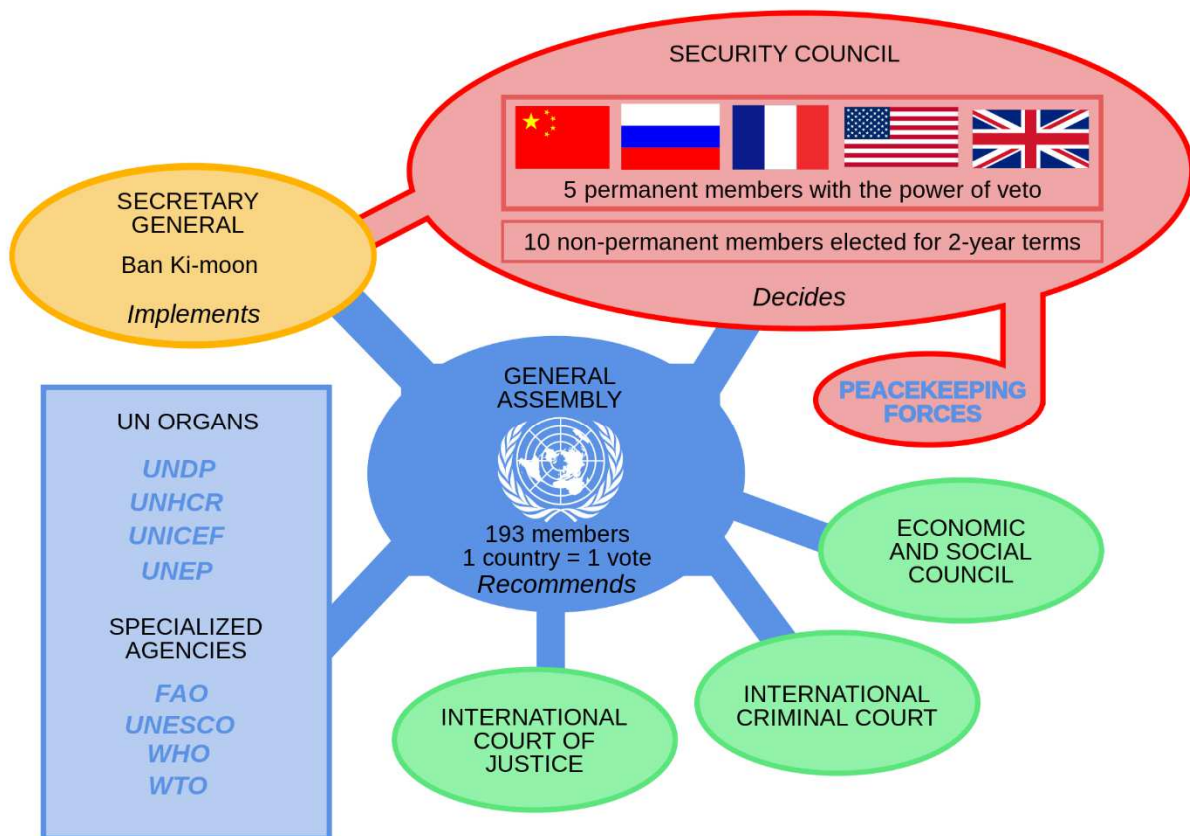 SECURITY COUNCIL
5 permanent members with the power of veto
10 non-permanent members elected for 2-year terms
Decides
SECRETARY
GENERAL
Ban Ki-moon
Implements
PEACEKEEPING
FORCES
GENERAL
ASSEMBLY
193 members
1 country = 1 vote
Recommends
UN ORGANS
UNDP
UNHCR
UNICEF
UNEP
SPECIALIZED
AGENCIES
FAO
UNESCO
WHO
WTO
ECONOMIC
AND SOCIAL
COUNCIL
INTERNATIONAL
CRIMINAL COURT
INTERNATIONAL
COURT OF
JUSTICE